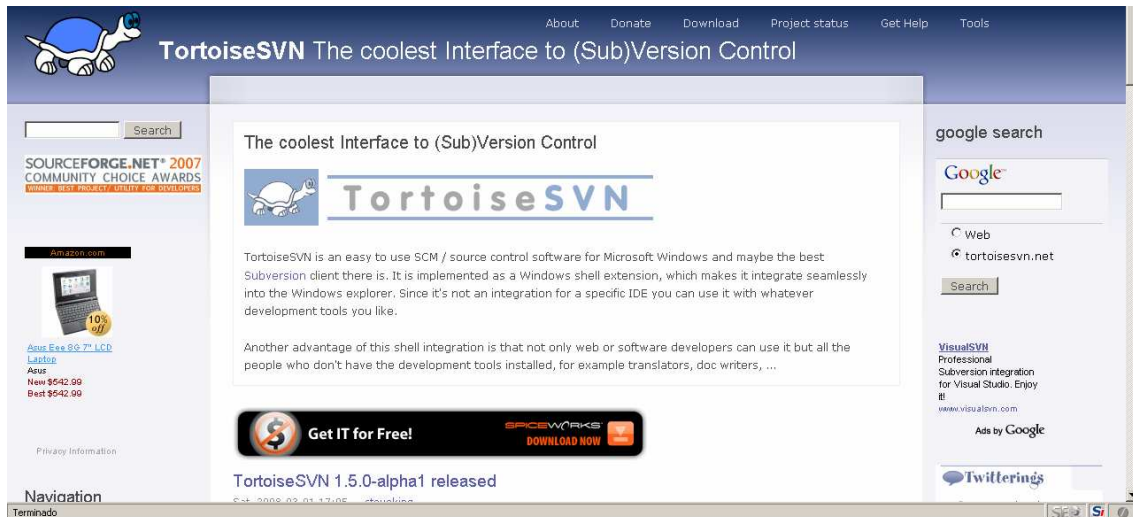 About Donate Download Project status Get Help Tools
TortoiseSVN The coolest Interface to (Sub)Version Control
Search
SOURCEFORGE.NET® 2007
COMMUNITY CHOICE AWARDS
WINNER BEST PROJECT/ UTILITY FOR DEVELOPERS
Amazon.com
10%
off
Asus Eee 8G 7" LCD
Laptop
Asus
New $542.99
Best $542.99
Privacy Information
Navigation
The coolest Interface to (Sub)Version Control
TortoiseSVN
TortoiseSVN is an easy to use SCM / source control software for Microsoft Windows and maybe the best
Subversion client there is. It is implemented as a Windows shell extension, which makes it integrate seamlessly
into the Windows explorer. Since it's not an integration for a specific IDE you can use it with whatever
development tools you like.
Another advantage of this shell integration is that not only web or software developers can use it but all the
people who don't have the development tools installed, for example translators, doc writers, ...
Get IT for Free!
SPICEWORKS
DOWNLOAD NOW
TortoiseSVN 1.5.0-alpha1 released
Sat, 2008-03-01 17:05
google search
Google
Web
tortoisesvn.net
Search
VisualSVN
Professional
Subversion integration
for Visual Studio. Enjoy
it!
www.visualsvn.com
Ads by Google
Twitterings
Terminado